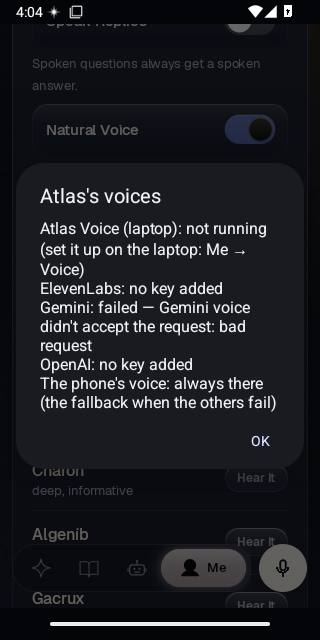 4:04
Speak Replies
Spoken questions always get a spoken
answer.
Natural Voice
Atlas's voices
Atlas Voice (laptop): not running
(set it up on the laptop: Me →
Voice)
ElevenLabs: no key added
Gemini: failed — Gemini voice
didn't accept the request: bad
request
OpenAI: no key added
The phone's voice: always there
(the fallback when the others fail)
OK
Charon
Hear It
deep, informative
Algenib
Hear It
Me
Gacrux
Hear It